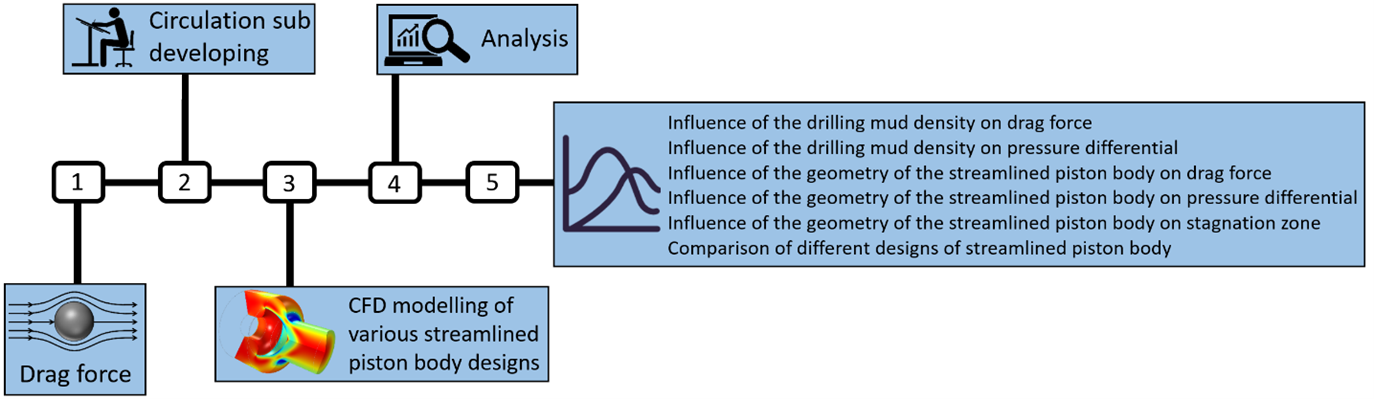 Circulation sub
developing
Analysis
1
2
3
4
5
Influence of the drilling mud density on drag force
Influence of the drilling mud density on pressure differential
Influence of the geometry of the streamlined piston body on drag force
Influence of the geometry of the streamlined piston body on pressure differential
Influence of the geometry of the streamlined piston body on stagnation zone
Comparison of different designs of streamlined piston body
Drag force
CFD modelling of
various streamlined
piston body designs